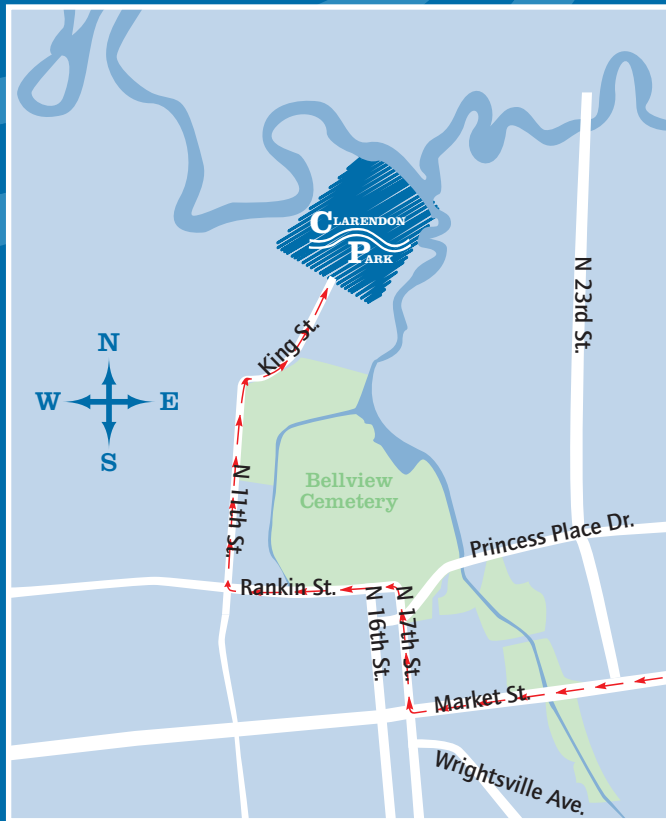 CLARENDON
PARK
N 23rd St.
King St.
N
W E
S
N 11th St.
Bellview
Cemetery
Princess Place Dr.
Rankin St.
N 16th St.
N 17th St.
Market St.
Wrightsville Ave.